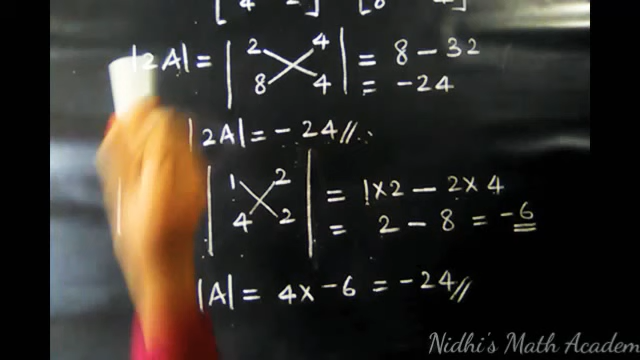 |2A| = | 2 4 | = 8 - 32
| 8 4 | = -24
|2A| = - 24 //
| 1 2 | = 1×2 - 2×4
| 4 2 | = 2 - 8 = -6
|A| = 4x -6 = -24 //
Nidhi's Math Academ